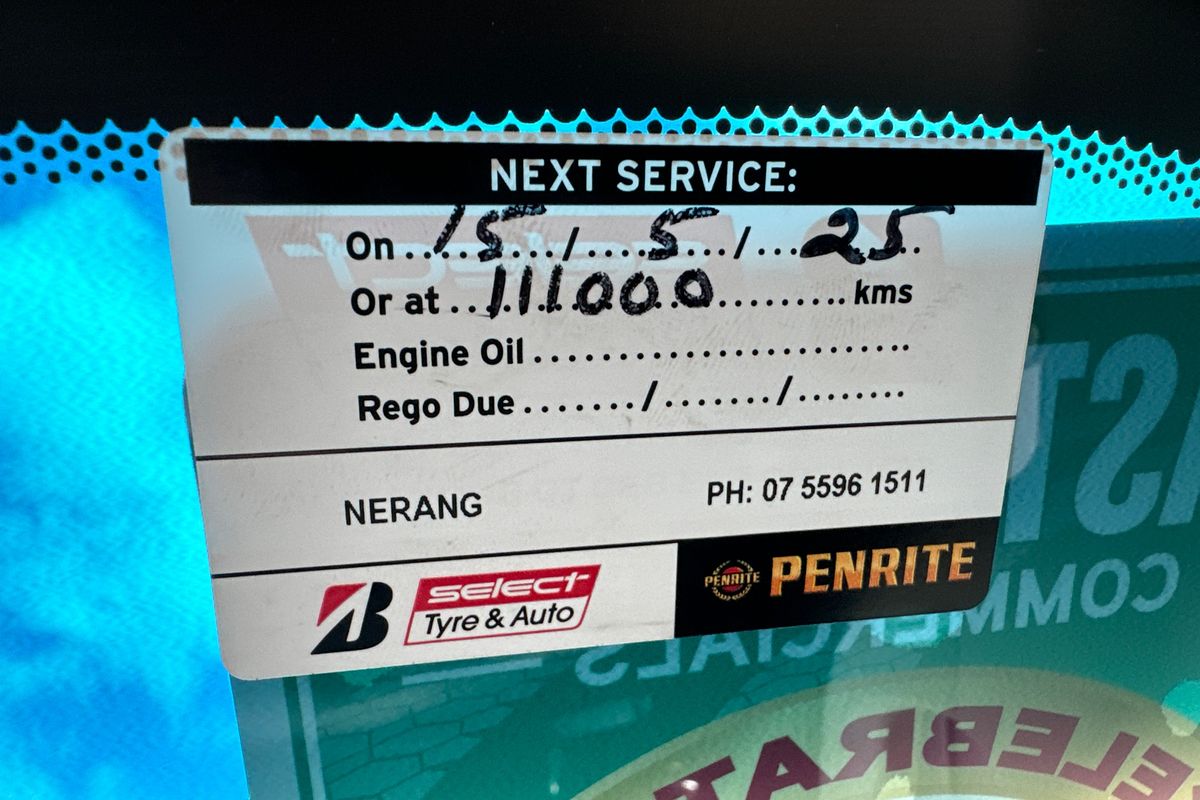 NEXT SERVICE:
On 15 / 5 / 25
Or at 111000 kms
Engine Oil
Rego Due ....... / ....... / ........
NERANG PH: 07 5596 1511
B select Tyre & Auto PENRITE PENRITE
COMMERCIALS